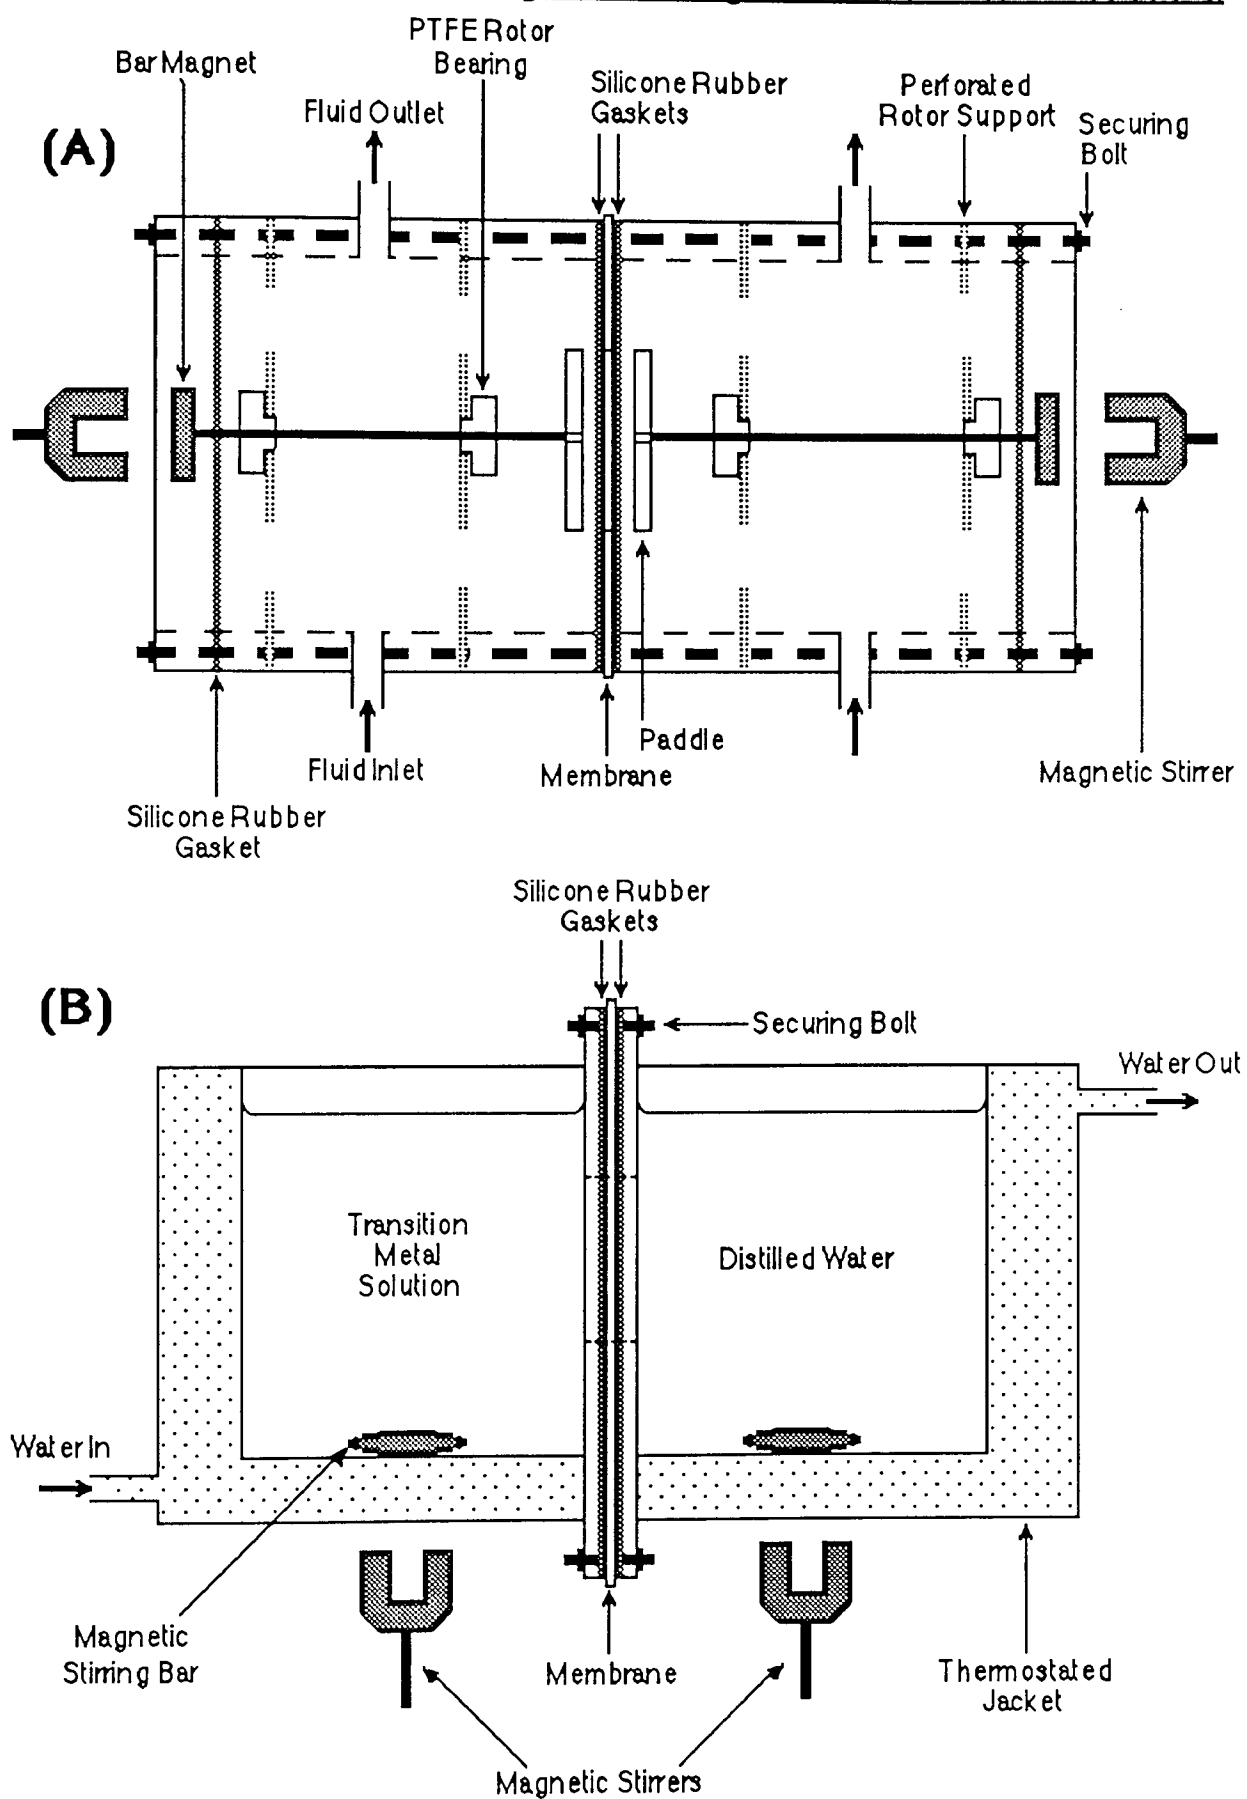 PTFE Rotor
Bearing
Bar Magnet
Silicone Rubber
Gaskets
Perforated
Rotor Support
Fluid Outlet
Securing
Bolt
(A)
Paddle
Fluid Inlet
Membrane
Magnetic Stirrer
Silicone Rubber
Gasket
Silicone Rubber
Gaskets
(B)
Securing Bolt
Water Out
Transition
Metal
Solution
Distilled Water
Water In
Magnetic
Stirring Bar
Membrane
Thermostated
Jacket
Magnetic Stirrers